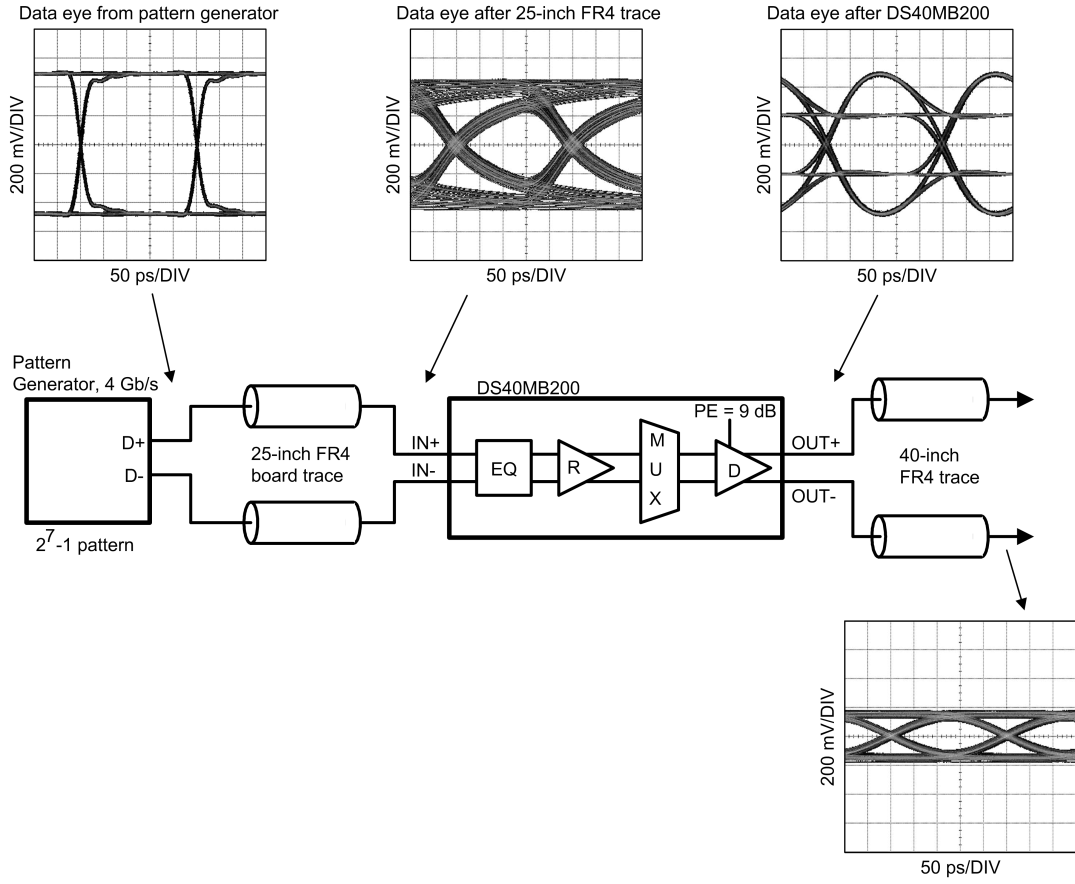 Data eye from pattern generator
Data eye after 25-inch FR4 trace
Data eye after DS40MB200
200 mV/DIV
200 mV/DIV
200 mV/DIV
50 ps/DIV
50 ps/DIV
50 ps/DIV
Pattern
Generator, 4 Gb/s
D+
D-
2^7-1 pattern
25-inch FR4
board trace
IN+
IN-
DS40MB200
EQ
R
M
U
X
PE = 9 dB
D
OUT+
OUT-
40-inch
FR4 trace
200 mV/DIV
50 ps/DIV